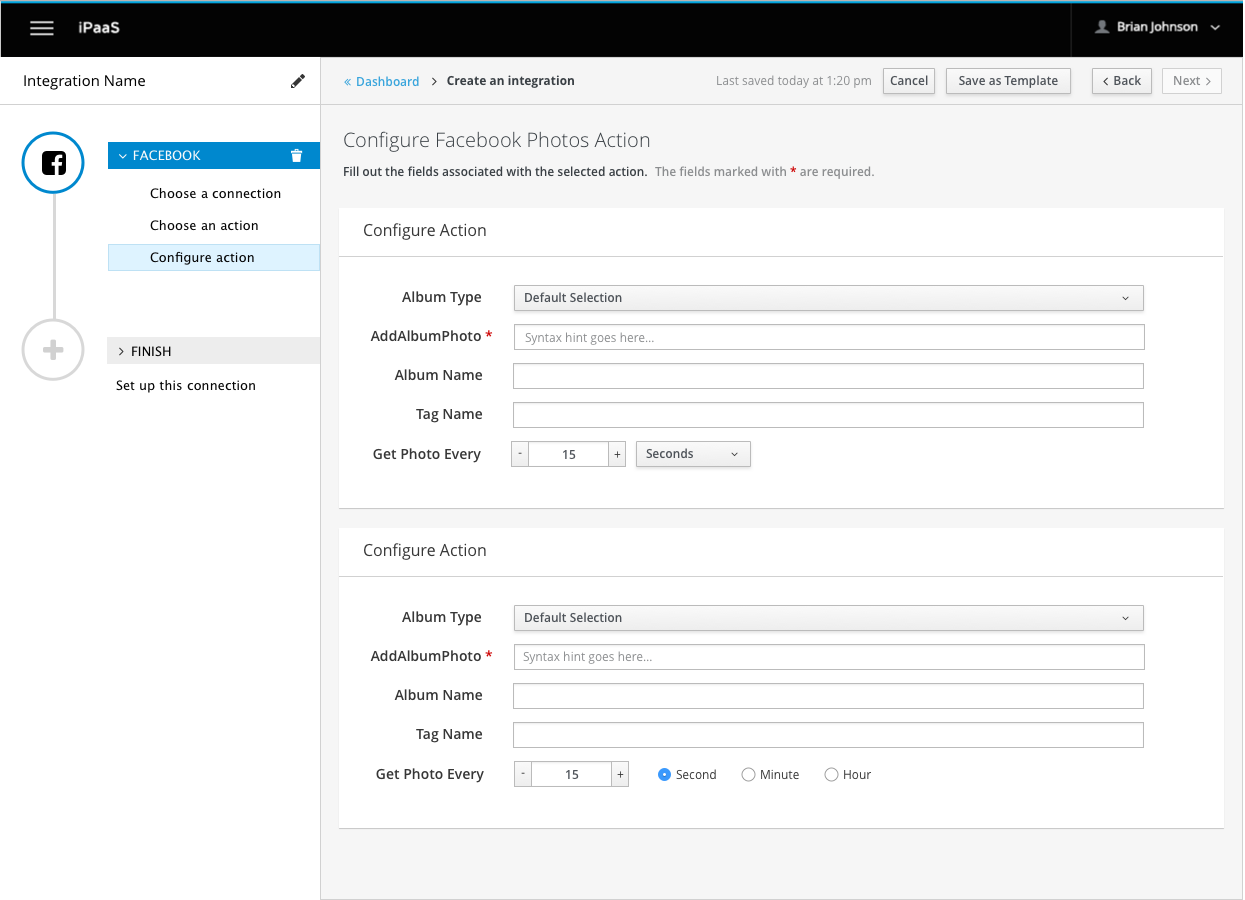 iPaaS
Brian Johnson
Integration Name
« Dashboard > Create an integration
Last saved today at 1:20 pm
Cancel
Save as Template
< Back
Next >
FACEBOOK
Choose a connection
Choose an action
Configure action
FINISH
Set up this connection
Configure Facebook Photos Action
Fill out the fields associated with the selected action. The fields marked with * are required.
Configure Action
Album Type Default Selection
AddAlbumPhoto * Syntax hint goes here...
Album Name
Tag Name
Get Photo Every - 15 + Seconds
Configure Action
Album Type Default Selection
AddAlbumPhoto * Syntax hint goes here...
Album Name
Tag Name
Get Photo Every - 15 + Second Minute Hour